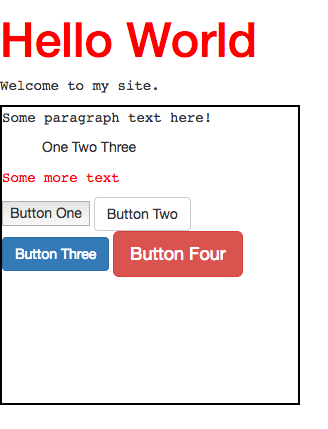 Hello World
Welcome to my site.
Some paragraph text here!
One Two Three
Some more text
Button One Button Two
Button Three Button Four